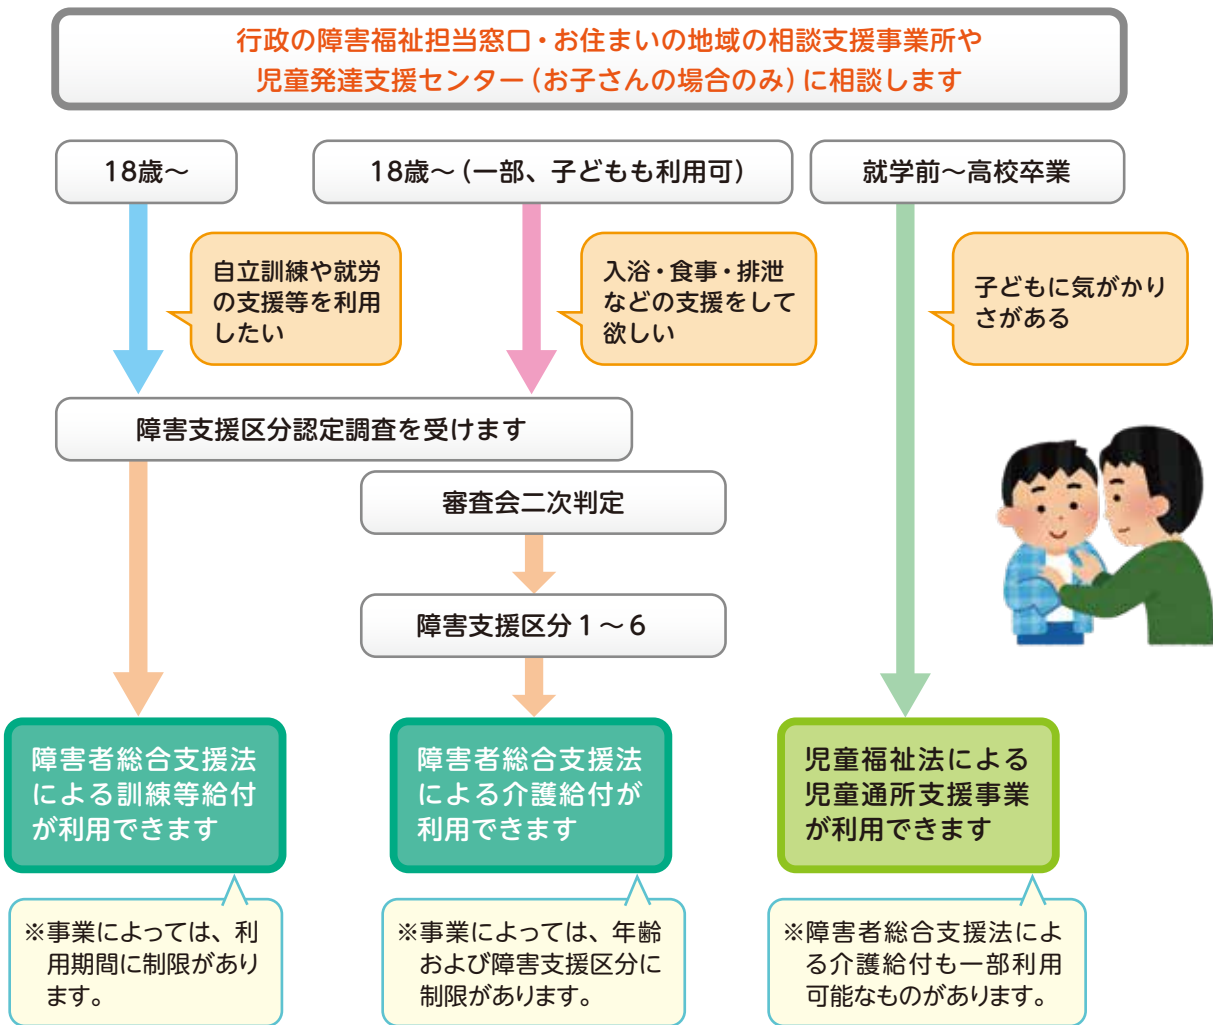 行政の障害福祉担当窓口・お住まいの地域の相談支援事業所や
児童発達支援センター（お子さんの場合のみ）に相談します
18歳～
18歳～（一部、子どもも利用可）
就学前～高校卒業
自立訓練や就労
の支援等を利用
したい
入浴・食事・排泄
などの支援をして
欲しい
子どもに気がかり
さがある
障害支援区分認定調査を受けます
審査会二次判定
障害支援区分１～６
障害者総合支援法
による訓練等給付
が利用できます
障害者総合支援法
による介護給付が
利用できます
児童福祉法による
児童通所支援事業
が利用できます
※事業によっては、利
用期間に制限があり
ます。
※事業によっては、年齢
および障害支援区分に
制限があります。
※障害者総合支援法によ
る介護給付も一部利用
可能なものがあります。